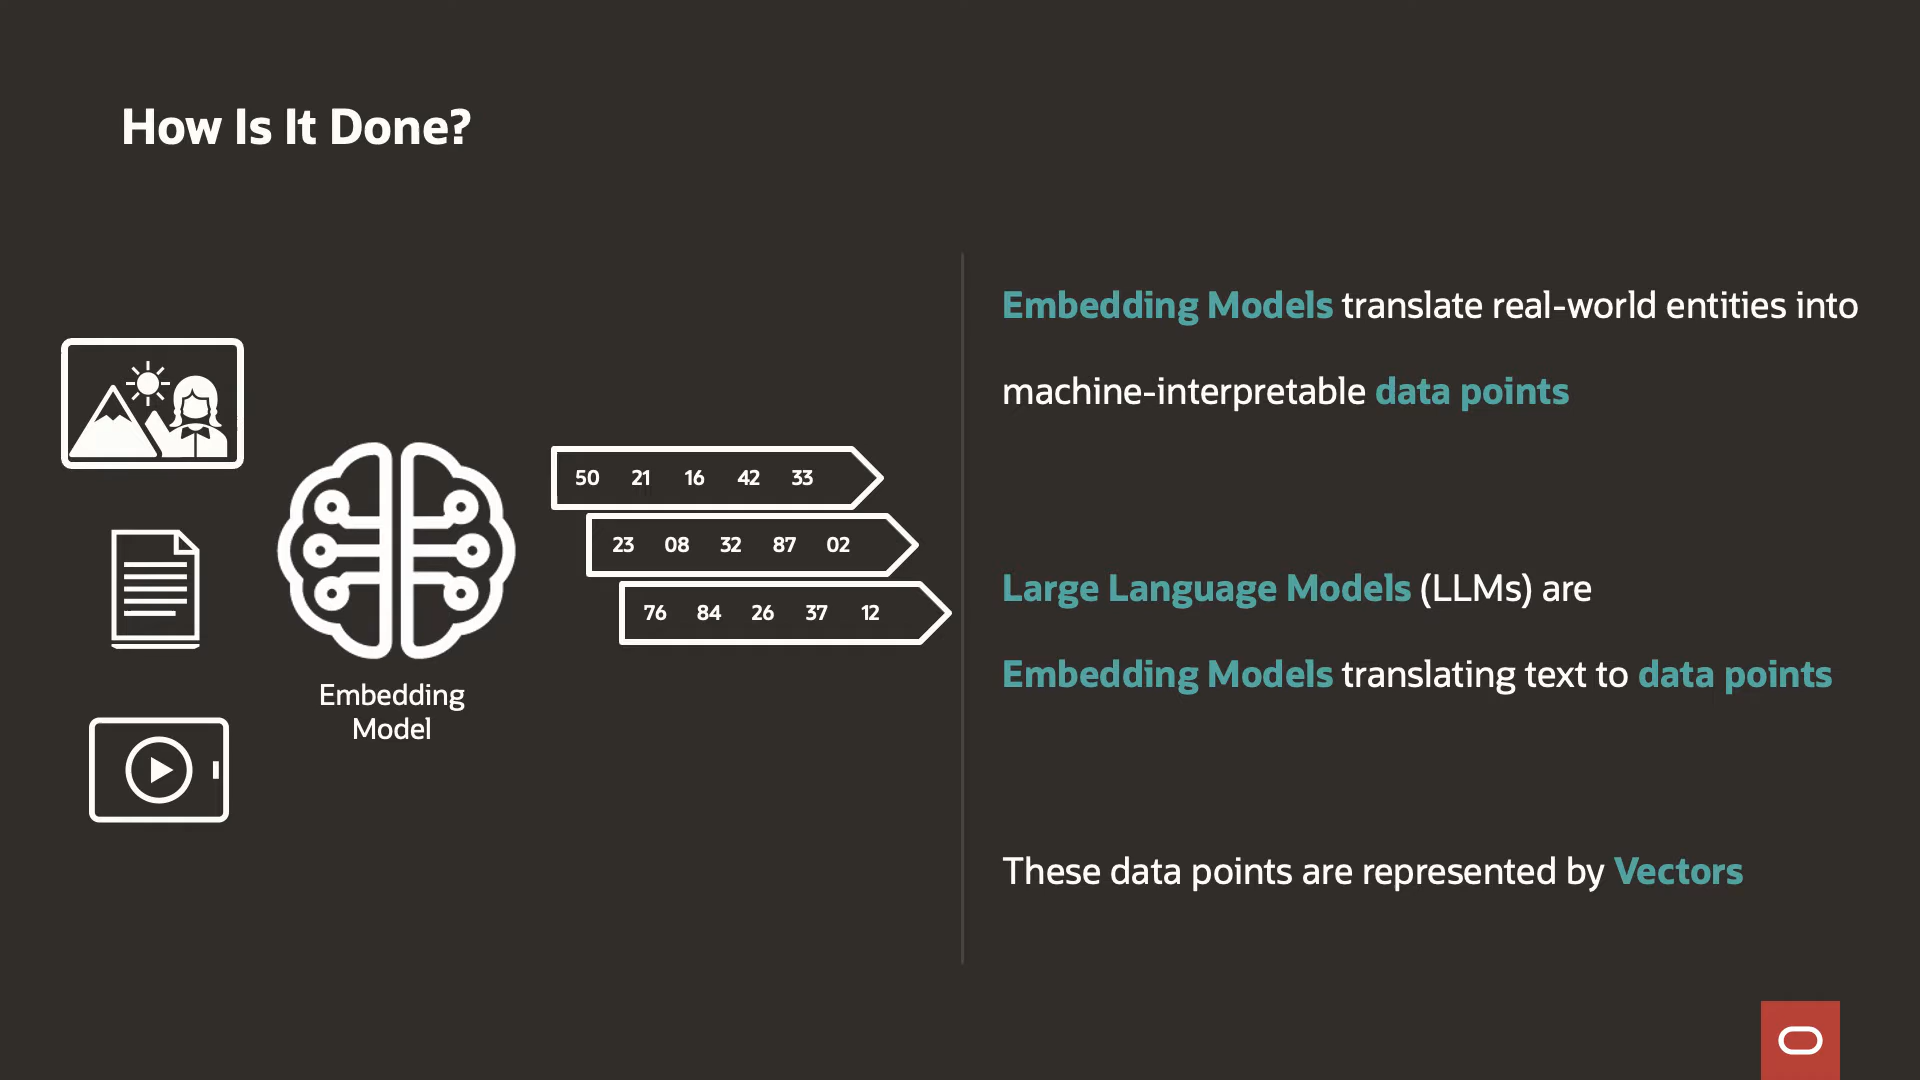 How Is It Done?
50 21 16 42 33
23 08 32 87 02
76 84 26 37 12
Embedding
Model
Embedding Models translate real-world entities into
machine-interpretable data points
Large Language Models (LLMs) are
Embedding Models translating text to data points
These data points are represented by Vectors